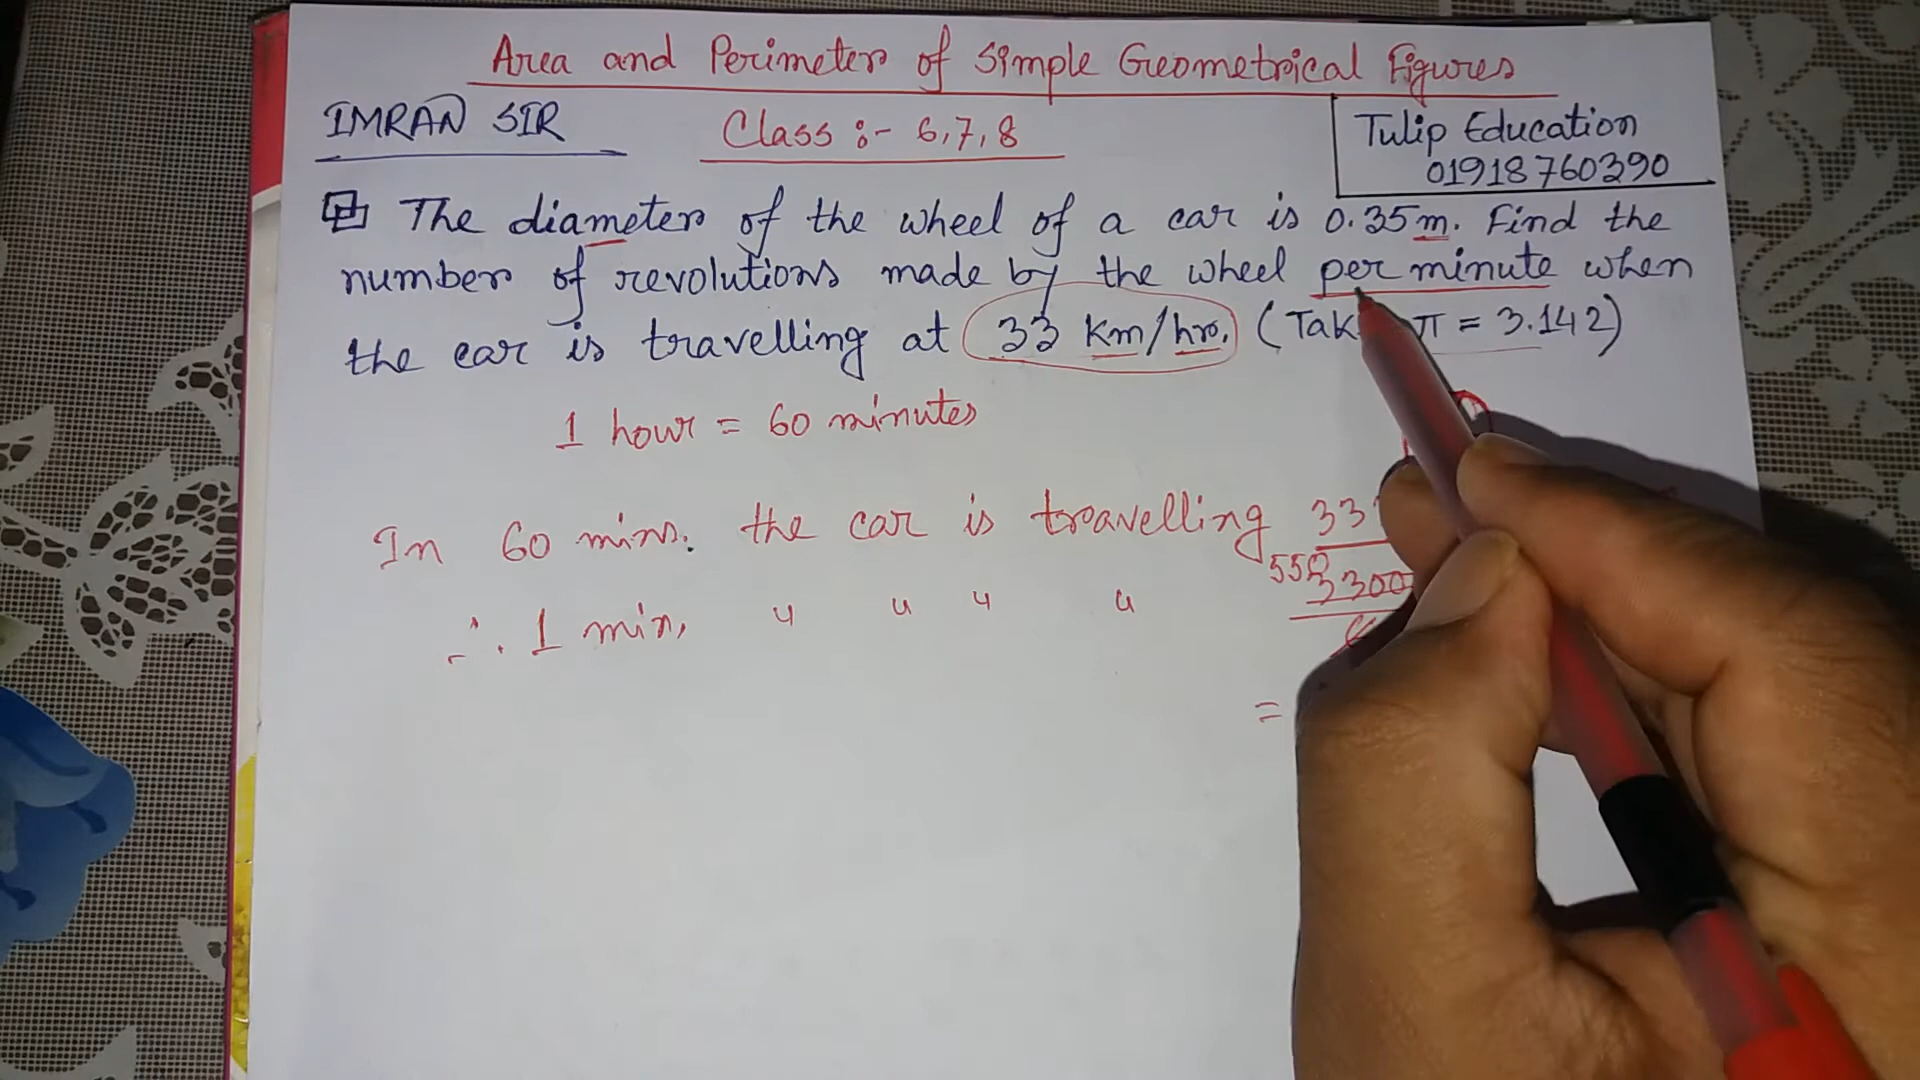 Area and Perimeter of Simple Geometrical Figures
IMRAN SIR
Class :- 6,7,8
Tulip Education
01918760390
The diameter of the wheel of a car is 0.35m. Find the
number of revolutions made by the wheel per minute when
the car is travelling at 33 km/hr. (Tak π = 3.142)
1 hour = 60 minutes
In 60 mins. the car is travelling 33
∴ 1 min. " " " "
550
3300
=